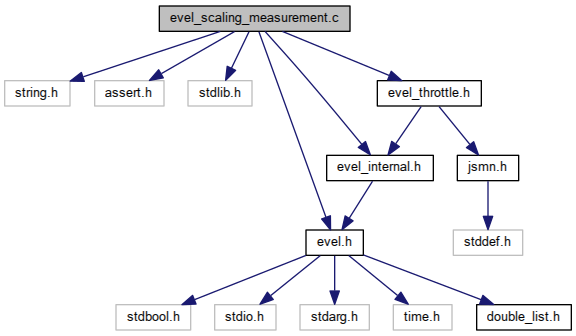 evel_scaling_measurement.c
string.h
assert.h
stdlib.h
evel_throttle.h
evel_internal.h
jsmn.h
evel.h
stddef.h
stdbool.h
stdio.h
stdarg.h
time.h
double_list.h